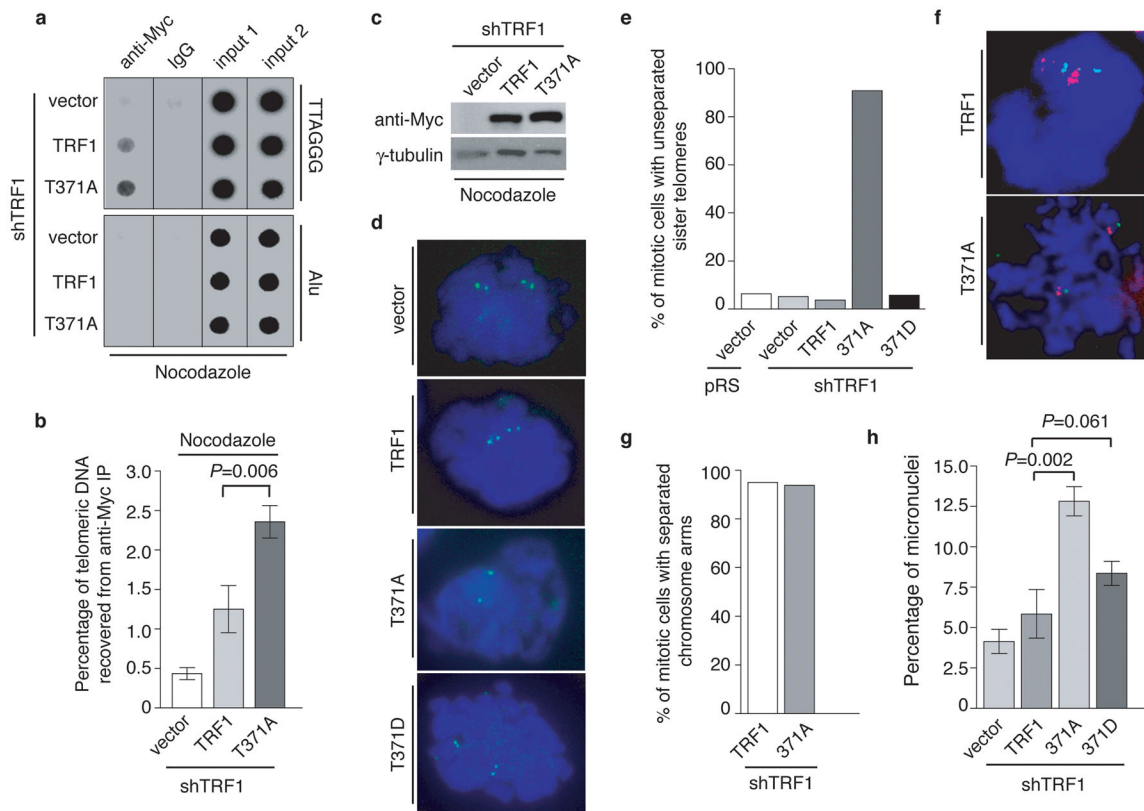 a
anti-Myc IgG input 1 input 2
shTRF1
vector
TRF1
T371A
TTAGGG
vector
TRF1
T371A
Alu
Nocodazole
b
Nocodazole
P=0.006
Percentage of telomeric DNA
recovered from anti-Myc IP
3.0
2.5
2.0
1.5
1.0
0.5
0
vector TRF1 T371A
shTRF1
c
shTRF1
vector TRF1 T371A
anti-Myc
γ-tubulin
Nocodazole
d
vector
TRF1
T371A
T371D
e
% of mitotic cells with unseparated
sister telomeres
100
80
60
40
20
0
vector vector TRF1 371A 371D
pRS shTRF1
f
TRF1
T371A
g
% of mitotic cells with separated
chromosome arms
100
80
60
40
20
0
TRF1 371A
shTRF1
h
P=0.061
P=0.002
Percentage of micronuclei
15.0
12.5
10.0
7.5
5.0
2.5
0
vector TRF1 371A 371D
shTRF1